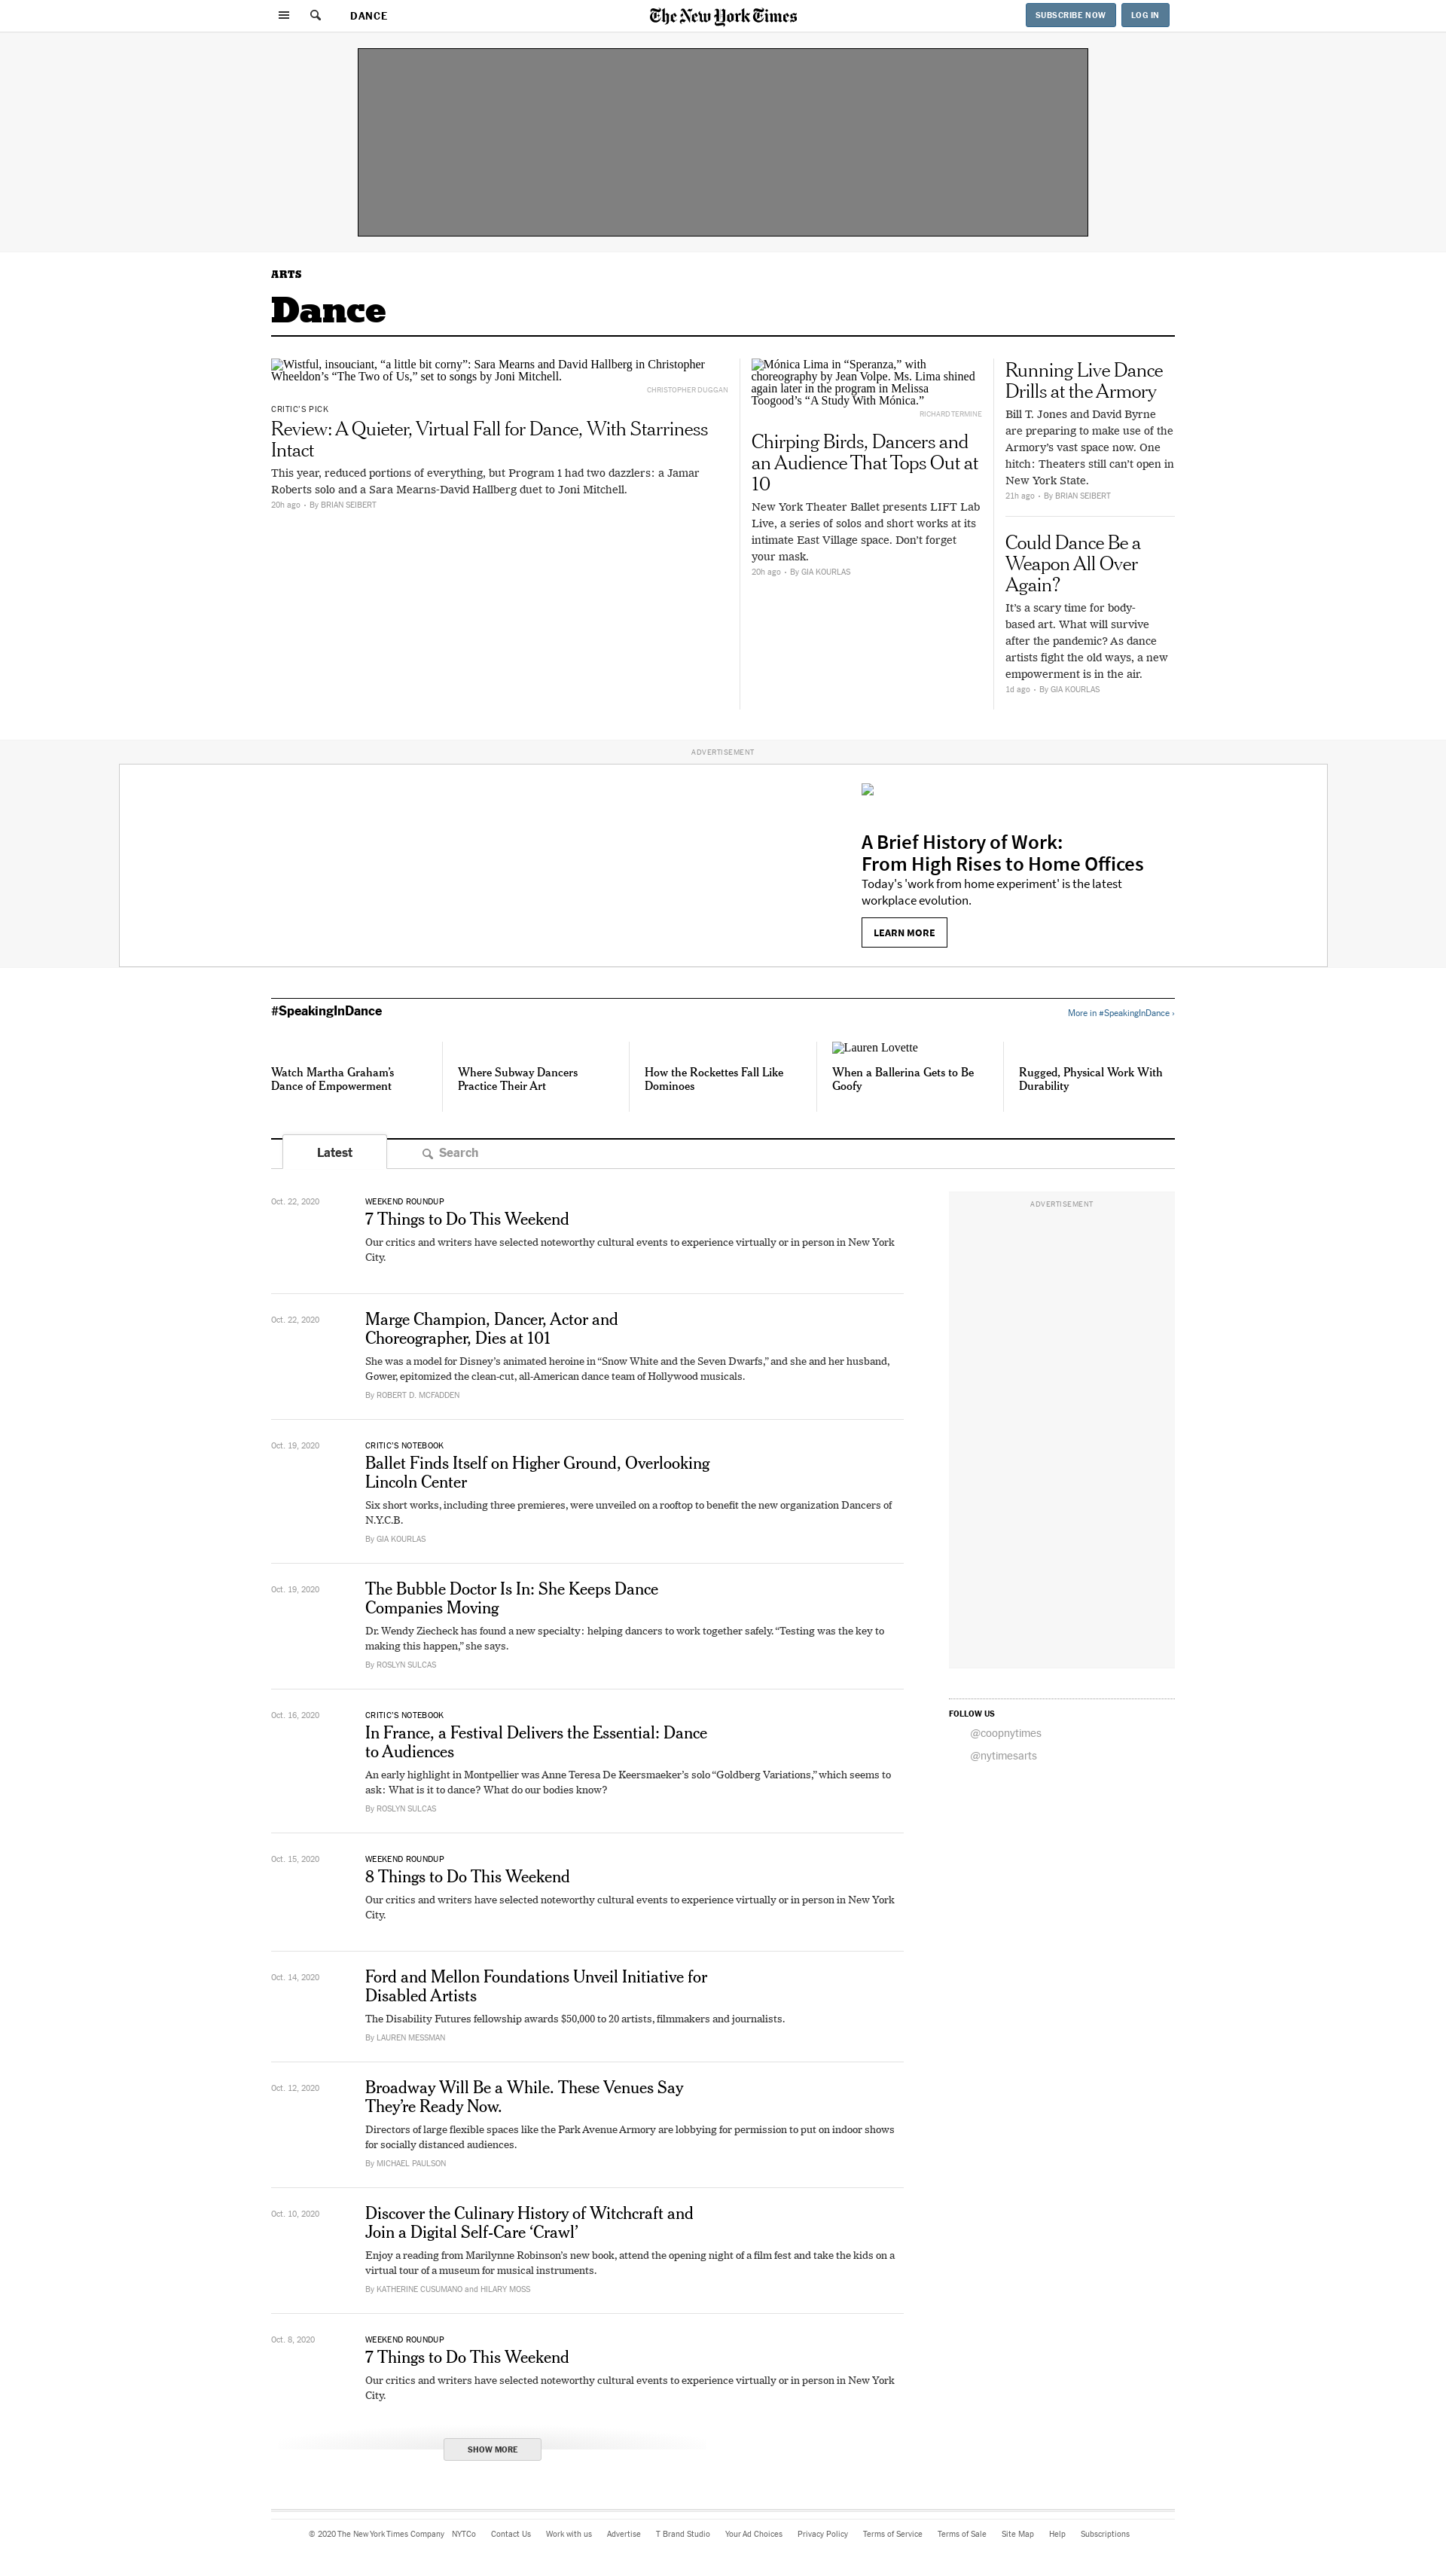 DANCE
The New York Times
SUBSCRIBE NOW
LOG IN
ARTS
Dance
Wistful, insouciant, “a little bit corny”: Sara Mearns and David Hallberg in Christopher
Wheeldon’s “The Two of Us,” set to songs by Joni Mitchell.
CHRISTOPHER DUGGAN
CRITIC’S PICK
Review: A Quieter, Virtual Fall for Dance, With Starriness
Intact
This year, reduced portions of everything, but Program 1 had two dazzlers: a Jamar
Roberts solo and a Sara Mearns-David Hallberg duet to Joni Mitchell.
20h ago • By BRIAN SEIBERT
Mónica Lima in “Speranza,” with
choreography by Jean Volpe. Ms. Lima shined
again later in the program in Melissa
Toogood’s “A Study With Mónica.”
RICHARD TERMINE
Chirping Birds, Dancers and
an Audience That Tops Out at
10
New York Theater Ballet presents LIFT Lab
Live, a series of solos and short works at its
intimate East Village space. Don’t forget
your mask.
20h ago • By GIA KOURLAS
Running Live Dance
Drills at the Armory
Bill T. Jones and David Byrne
are preparing to make use of the
Armory’s vast space now. One
hitch: Theaters still can’t open in
New York State.
21h ago • By BRIAN SEIBERT
Could Dance Be a
Weapon All Over
Again?
It’s a scary time for body-
based art. What will survive
after the pandemic? As dance
artists fight the old ways, a new
empowerment is in the air.
1d ago • By GIA KOURLAS
ADVERTISEMENT
A Brief History of Work:
From High Rises to Home Offices
Today's 'work from home experiment' is the latest
workplace evolution.
LEARN MORE
#SpeakingInDance
More in #SpeakingInDance ›
Watch Martha Graham’s
Dance of Empowerment
Where Subway Dancers
Practice Their Art
How the Rockettes Fall Like
Dominoes
Lauren Lovette
When a Ballerina Gets to Be
Goofy
Rugged, Physical Work With
Durability
Latest
Search
Oct. 22, 2020
WEEKEND ROUNDUP
7 Things to Do This Weekend
Our critics and writers have selected noteworthy cultural events to experience virtually or in person in New York
City.
Oct. 22, 2020
Marge Champion, Dancer, Actor and
Choreographer, Dies at 101
She was a model for Disney’s animated heroine in “Snow White and the Seven Dwarfs,” and she and her husband,
Gower, epitomized the clean-cut, all-American dance team of Hollywood musicals.
By ROBERT D. MCFADDEN
Oct. 19, 2020
CRITIC’S NOTEBOOK
Ballet Finds Itself on Higher Ground, Overlooking
Lincoln Center
Six short works, including three premieres, were unveiled on a rooftop to benefit the new organization Dancers of
N.Y.C.B.
By GIA KOURLAS
Oct. 19, 2020
The Bubble Doctor Is In: She Keeps Dance
Companies Moving
Dr. Wendy Ziecheck has found a new specialty: helping dancers to work together safely. “Testing was the key to
making this happen,” she says.
By ROSLYN SULCAS
Oct. 16, 2020
CRITIC’S NOTEBOOK
In France, a Festival Delivers the Essential: Dance
to Audiences
An early highlight in Montpellier was Anne Teresa De Keersmaeker’s solo “Goldberg Variations,” which seems to
ask: What is it to dance? What do our bodies know?
By ROSLYN SULCAS
Oct. 15, 2020
WEEKEND ROUNDUP
8 Things to Do This Weekend
Our critics and writers have selected noteworthy cultural events to experience virtually or in person in New York
City.
Oct. 14, 2020
Ford and Mellon Foundations Unveil Initiative for
Disabled Artists
The Disability Futures fellowship awards $50,000 to 20 artists, filmmakers and journalists.
By LAUREN MESSMAN
Oct. 12, 2020
Broadway Will Be a While. These Venues Say
They’re Ready Now.
Directors of large flexible spaces like the Park Avenue Armory are lobbying for permission to put on indoor shows
for socially distanced audiences.
By MICHAEL PAULSON
Oct. 10, 2020
Discover the Culinary History of Witchcraft and
Join a Digital Self-Care ‘Crawl’
Enjoy a reading from Marilynne Robinson’s new book, attend the opening night of a film fest and take the kids on a
virtual tour of a museum for musical instruments.
By KATHERINE CUSUMANO and HILARY MOSS
Oct. 8, 2020
WEEKEND ROUNDUP
7 Things to Do This Weekend
Our critics and writers have selected noteworthy cultural events to experience virtually or in person in New York
City.
SHOW MORE
ADVERTISEMENT
FOLLOW US
@coopnytimes
@nytimesarts
© 2020 The New York Times Company NYTCo Contact Us Work with us Advertise T Brand Studio Your Ad Choices Privacy Policy Terms of Service Terms of Sale Site Map Help Subscriptions